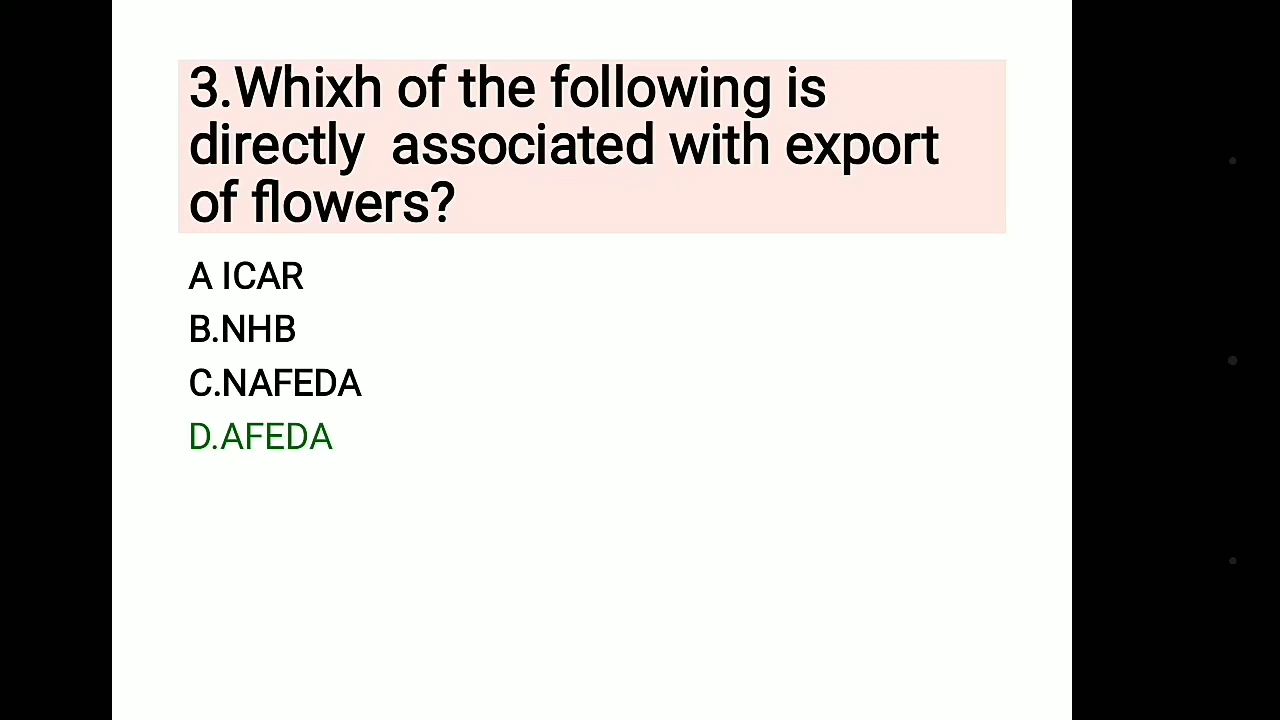 3.Whixh of the following is
directly  associated with export
of flowers?
A ICAR
B.NHB
C.NAFEDA
D.AFEDA